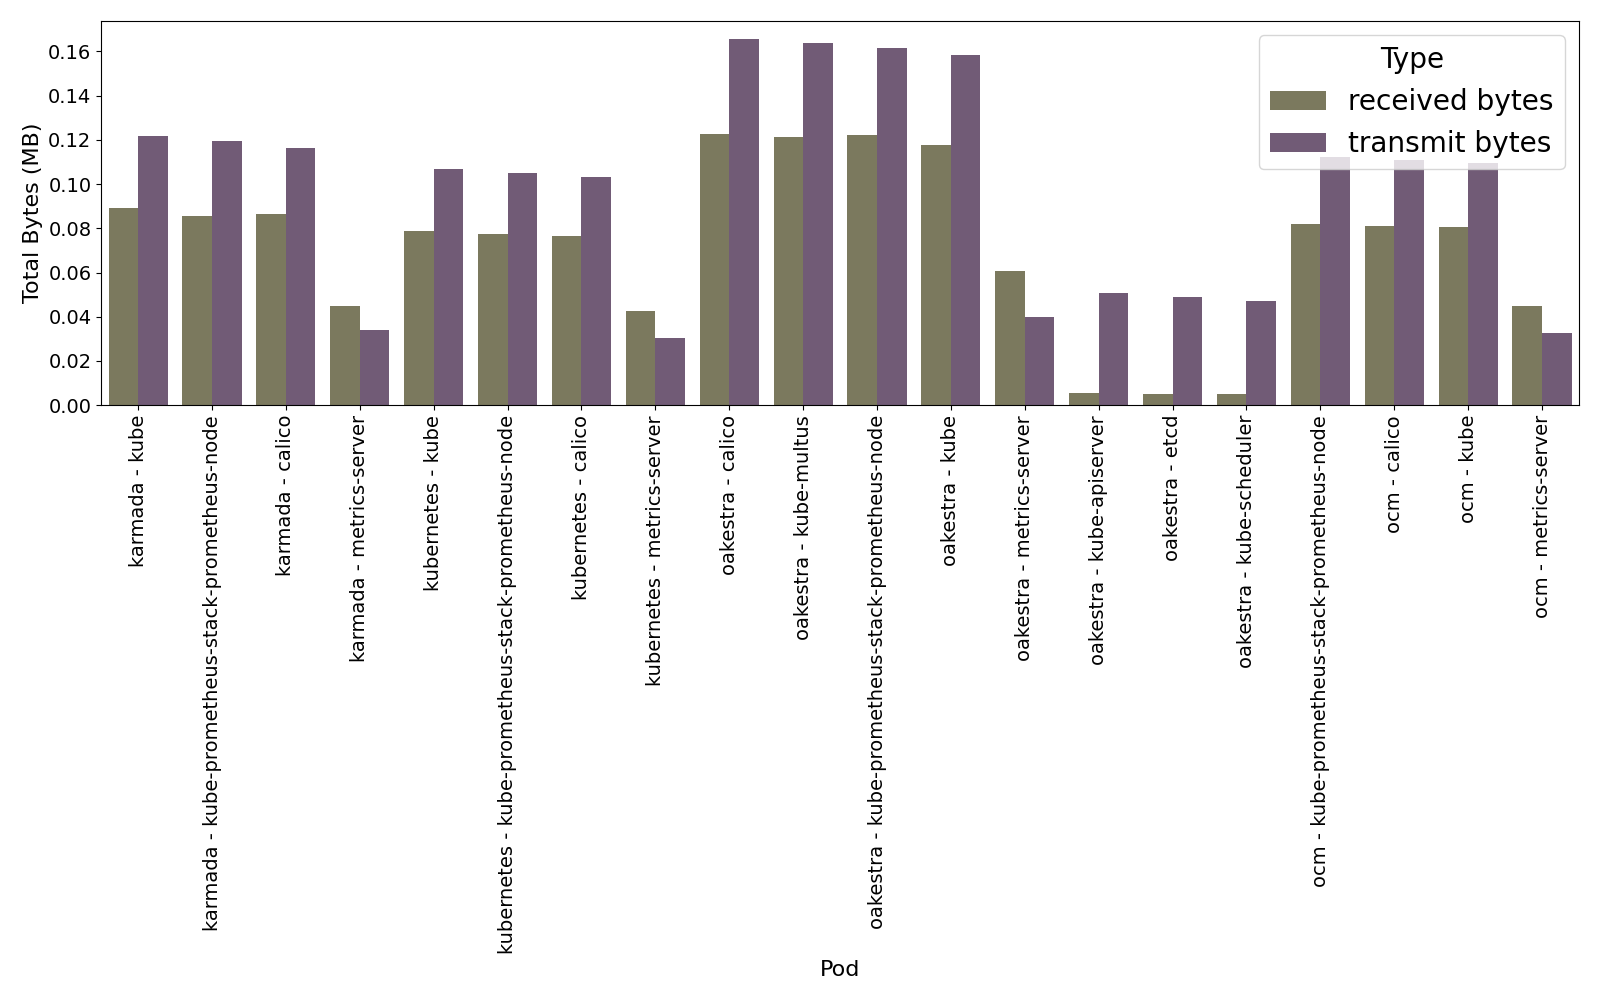 Type
received bytes
transmit bytes
Total Bytes (MB)
0.16
0.14
0.12
0.10
0.08
0.06
0.04
0.02
0.00
karmada - kube
karmada - kube-prometheus-stack-prometheus-node
karmada - calico
karmada - metrics-server
kubernetes - kube
kubernetes - kube-prometheus-stack-prometheus-node
kubernetes - calico
kubernetes - metrics-server
oakestra - calico
oakestra - kube-multus
oakestra - kube-prometheus-stack-prometheus-node
oakestra - kube
oakestra - metrics-server
oakestra - kube-apiserver
oakestra - etcd
oakestra - kube-scheduler
ocm - kube-prometheus-stack-prometheus-node
ocm - calico
ocm - kube
ocm - metrics-server
Pod